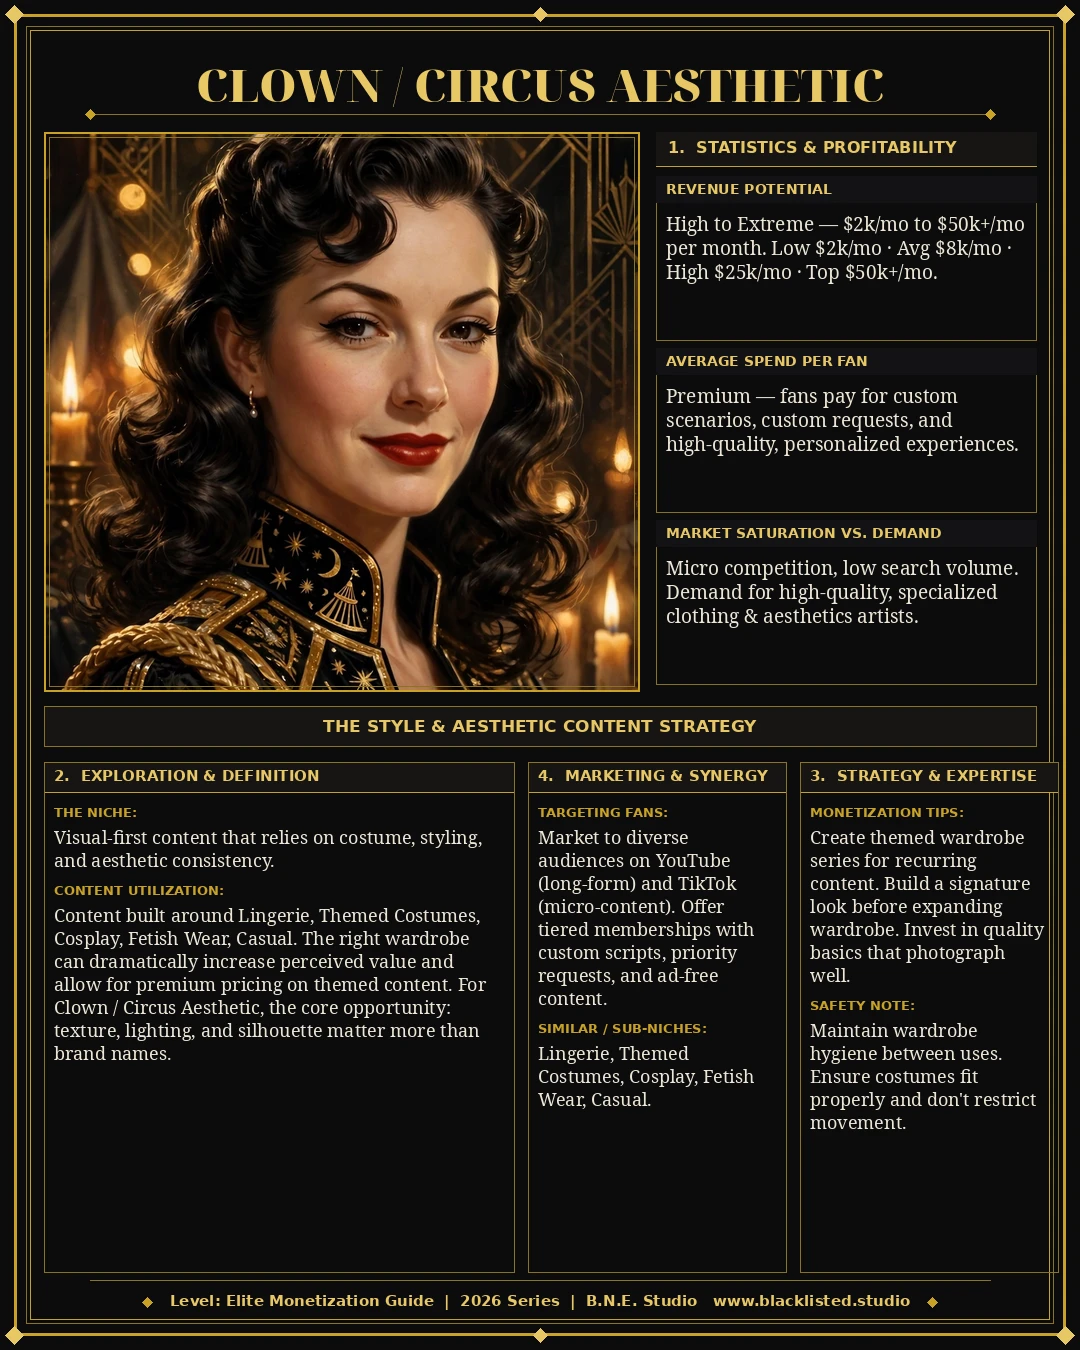 CLOWN / CIRCUS AESTHETIC
1. STATISTICS & PROFITABILITY
REVENUE POTENTIAL
High to Extreme — $2k/mo to $50k+/mo
per month. Low $2k/mo · Avg $8k/mo ·
High $25k/mo · Top $50k+/mo.
AVERAGE SPEND PER FAN
Premium — fans pay for custom
scenarios, custom requests, and
high-quality, personalized experiences.
MARKET SATURATION VS. DEMAND
Micro competition, low search volume.
Demand for high-quality, specialized
clothing & aesthetics artists.
THE STYLE & AESTHETIC CONTENT STRATEGY
2. EXPLORATION & DEFINITION
THE NICHE:
Visual-first content that relies on costume, styling,
and aesthetic consistency.
CONTENT UTILIZATION:
Content built around Lingerie, Themed Costumes,
Cosplay, Fetish Wear, Casual. The right wardrobe
can dramatically increase perceived value and
allow for premium pricing on themed content. For
Clown / Circus Aesthetic, the core opportunity:
texture, lighting, and silhouette matter more than
brand names.
4. MARKETING & SYNERGY
TARGETING FANS:
Market to diverse
audiences on YouTube
(long-form) and TikTok
(micro-content). Offer
tiered memberships with
custom scripts, priority
requests, and ad-free
content.
SIMILAR / SUB-NICHES:
Lingerie, Themed
Costumes, Cosplay, Fetish
Wear, Casual.
3. STRATEGY & EXPERTISE
MONETIZATION TIPS:
Create themed wardrobe
series for recurring
content. Build a signature
look before expanding
wardrobe. Invest in quality
basics that photograph
well.
SAFETY NOTE:
Maintain wardrobe
hygiene between uses.
Ensure costumes fit
properly and don't restrict
movement.
Level: Elite Monetization Guide | 2026 Series | B.N.E. Studio www.blacklisted.studio